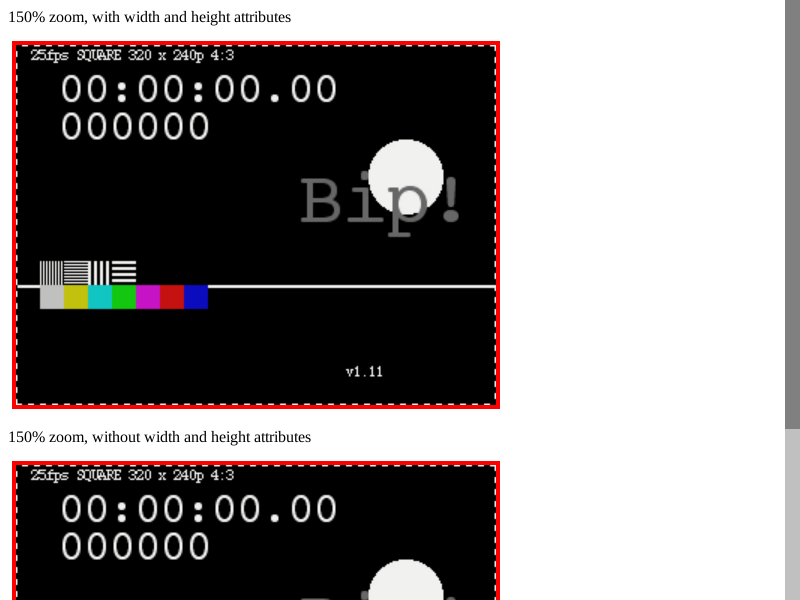 150% zoom, with width and height attributes
25fps SQUARE 320 x 240p 4:3
00:00:00.00
000000
Bip!
v1.11
150% zoom, without width and height attributes
25fps SQUARE 320 x 240p 4:3
00:00:00.00
000000